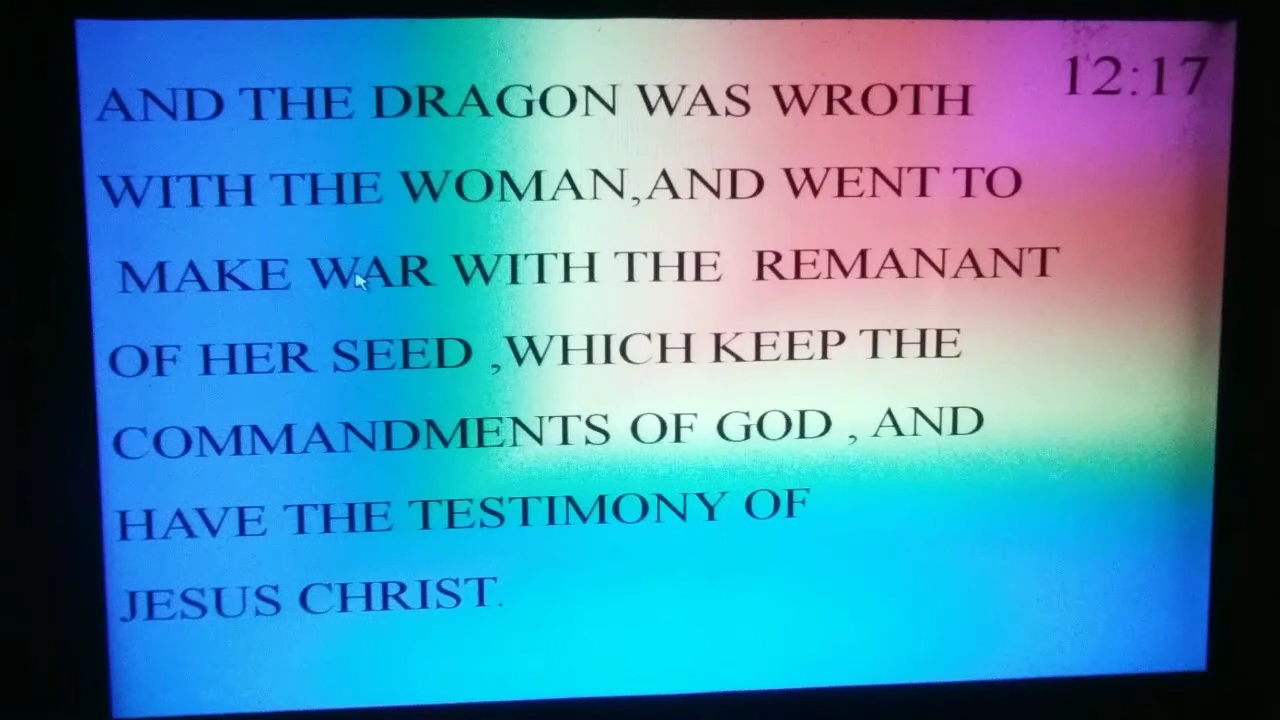 12:17
AND THE DRAGON WAS WROTH
WITH THE WOMAN,AND WENT TO
MAKE WAR WITH THE REMANANT
OF HER SEED ,WHICH KEEP THE
COMMANDMENTS OF GOD , AND
HAVE THE TESTIMONY OF
JESUS CHRIST.